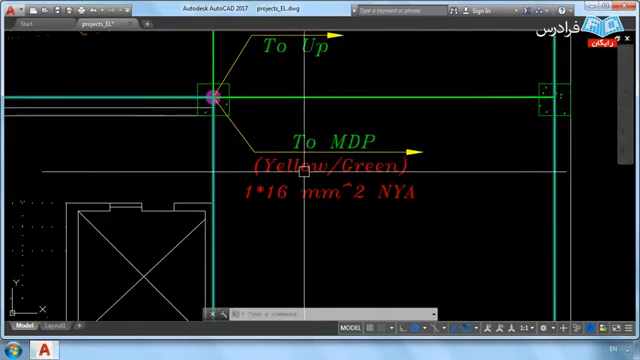 Autodesk AutoCAD 2017 projects_EL.dwg
Type a keyword or phrase
Sign In
Start
projects_EL.dwg*
فرادرس
رایگان
To Up
To MDP
(Yellow/Green)
1*16 mm^2 NYA
Y
X
Type a command
Model
Layout1
MODEL
1:1
EN